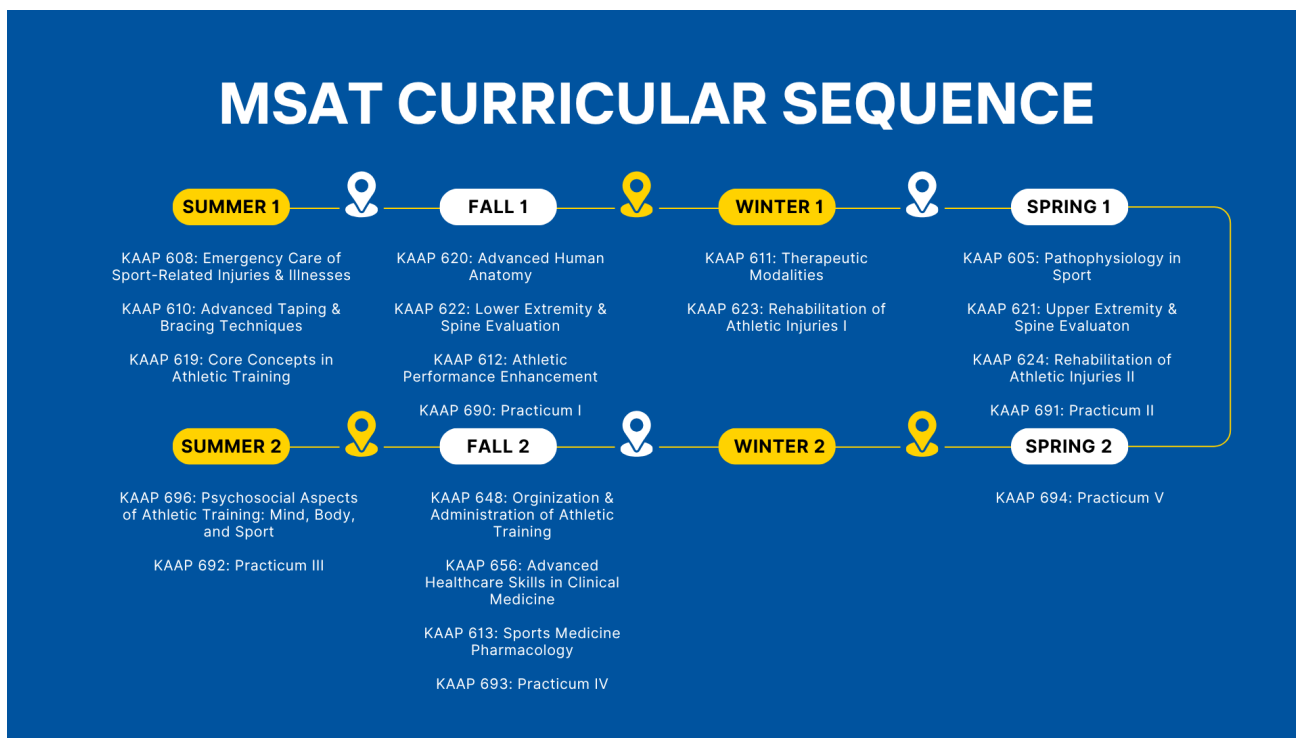 MSAT CURRICULAR SEQUENCE
SUMMER 1
KAAP 608: Emergency Care of
Sport-Related Injuries & Illnesses
KAAP 610: Advanced Taping &
Bracing Techniques
KAAP 619: Core Concepts in
Athletic Training
FALL 1
KAAP 620: Advanced Human
Anatomy
KAAP 622: Lower Extremity &
Spine Evaluation
KAAP 612: Athletic
Performance Enhancement
KAAP 690: Practicum I
WINTER 1
KAAP 611: Therapeutic
Modalities
KAAP 623: Rehabilitation of
Athletic Injuries I
SPRING 1
KAAP 605: Pathophysiology in
Sport
KAAP 621: Upper Extremity &
Spine Evaluaton
KAAP 624: Rehabilitation of
Athletic Injuries II
KAAP 691: Practicum II
SUMMER 2
KAAP 696: Psychosocial Aspects
of Athletic Training: Mind, Body,
and Sport
KAAP 692: Practicum III
FALL 2
KAAP 648: Orginization &
Administration of Athletic
Training
KAAP 656: Advanced
Healthcare Skills in Clinical
Medicine
KAAP 613: Sports Medicine
Pharmacology
KAAP 693: Practicum IV
WINTER 2
SPRING 2
KAAP 694: Practicum V